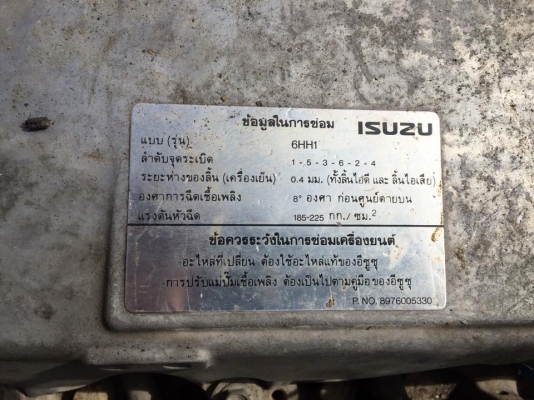 ข้อมูลในการซ่อม ISUZU
แบบ (รุ่น) 6HH1
ลำดับจุดระเบิด 1-5-3-6-2-4
ระยะห่างของลิ้น (เครื่องเย็น) 0.4 มม. (ทั้งลิ้นไอดี และ ลิ้นไอเสีย)
องศาการฉีดเชื้อเพลิง 8° องศา ก่อนศูนย์ตายบน
แรงดันหัวฉีด 185-225 กก./ซม.²
ข้อควรระวังในการซ่อมเครื่องยนต์
-อะไหล่ที่เปลี่ยน ต้องใช้อะไหล่แท้ของอีซูซุ
-การปรับแม่ปั๊มเชื้อเพลิง ต้องเป็นไปตามคู่มือของอีซูซุ
P. NO. 8976005330